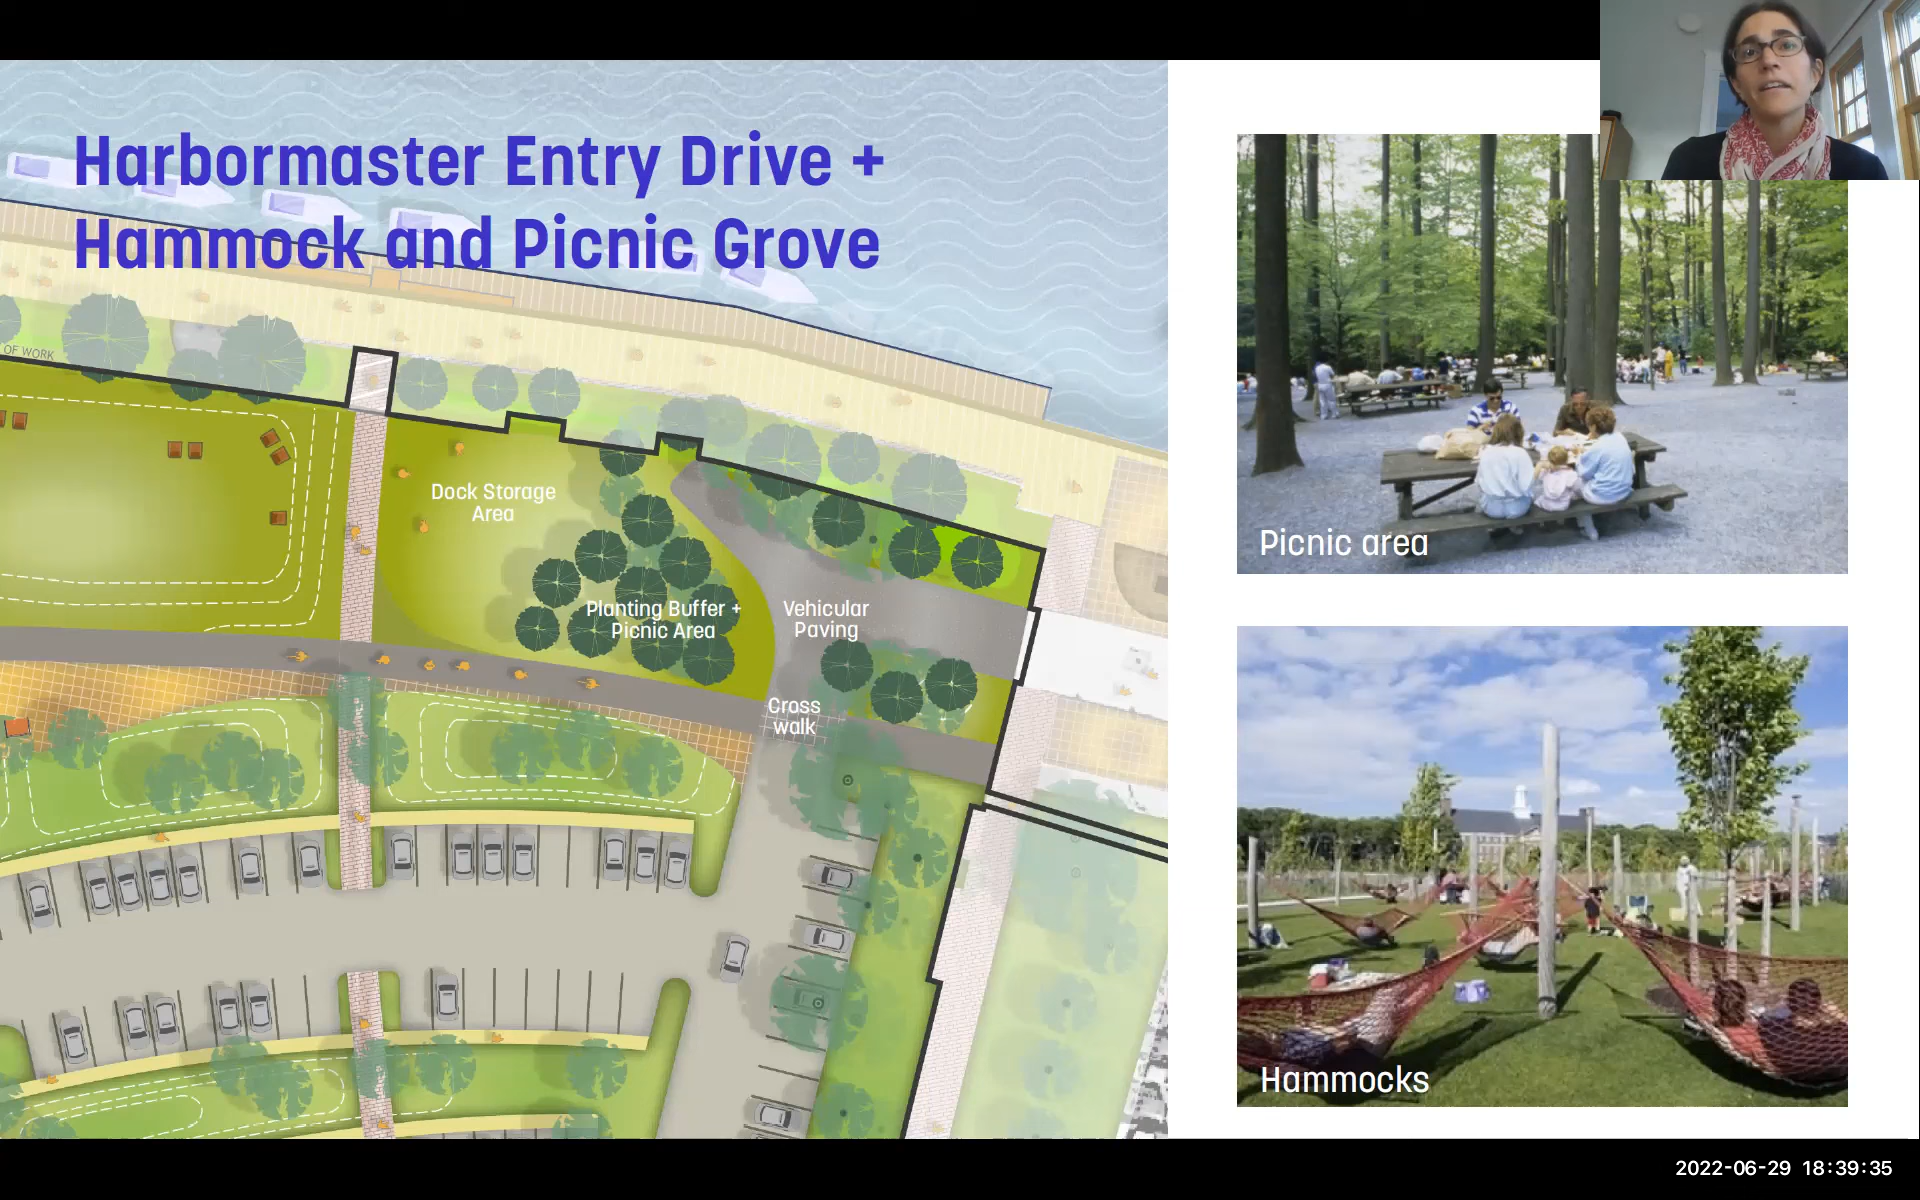 Harbormaster Entry Drive +
Hammock and Picnic Grove
OF WORK
Dock Storage
Area
Planting Buffer +
Picnic Area
Vehicular
Paving
Cross
walk
Picnic area
Hammocks
2022-06-29 18:39:35